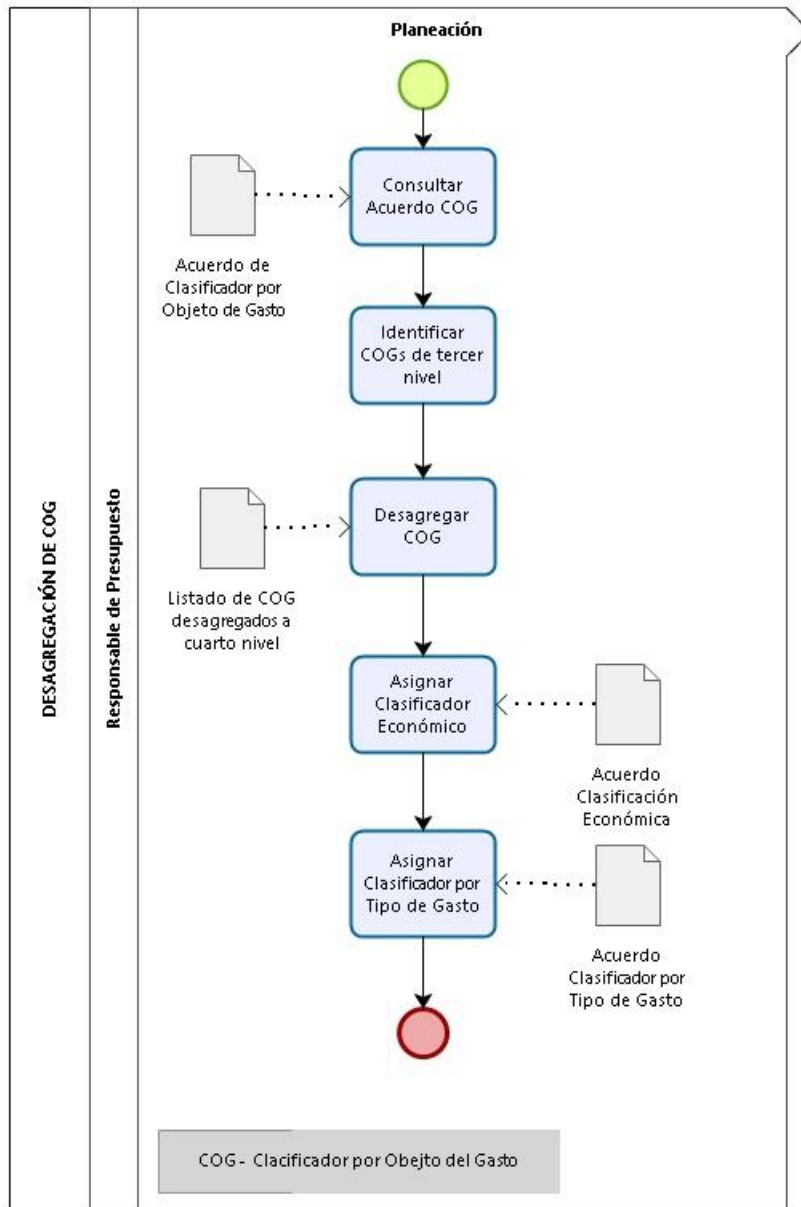 Planeación
DESAGREGACIÓN DE COG
Responsable de Presupuesto
Consultar
Acuerdo COG
Acuerdo de
Clasificador por
Objeto de Gasto
Identificar
COGs de tercer
nivel
Desagregar
COG
Listado de COG
desagregados a
cuarto nivel
Asignar
Clasificador
Económico
Acuerdo
Clasificación
Económica
Asignar
Clasificador por
Tipo de Gasto
Acuerdo
Clasificador por
Tipo de Gasto
COG - Clacificador por Obejto del Gasto